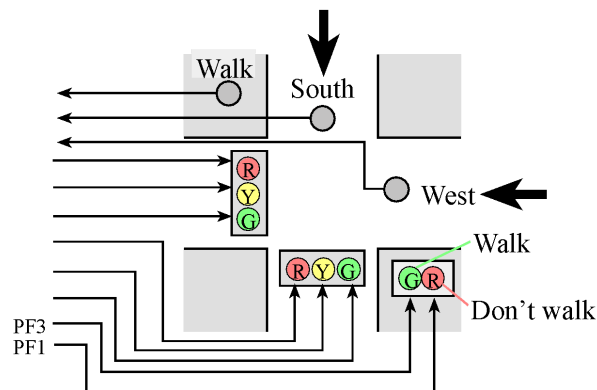 Walk
South
R
Y
G
West
R Y G
Walk
G R
Don't walk
PF3
PF1